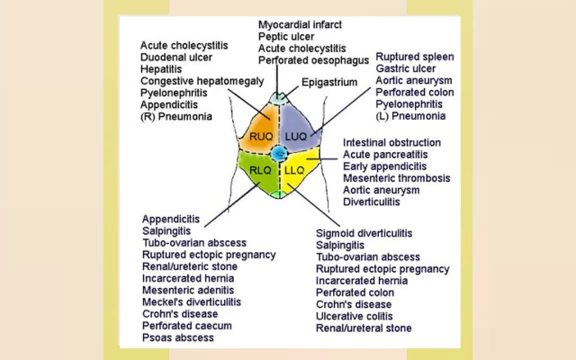 Myocardial infarct
Peptic ulcer
Acute cholecystitis
Perforated oesophagus
Epigastrium
Acute cholecystitis
Duodenal ulcer
Hepatitis
Congestive hepatomegaly
Pyelonephritis
Appendicitis
(R) Pneumonia
Ruptured spleen
Gastric ulcer
Aortic aneurysm
Perforated colon
Pyelonephritis
(L) Pneumonia
RUQ
LUQ
RLQ
LLQ
Intestinal obstruction
Acute pancreatitis
Early appendicitis
Mesenteric thrombosis
Aortic aneurysm
Diverticulitis
Appendicitis
Salpingitis
Tubo-ovarian abscess
Ruptured ectopic pregnancy
Renal/ureteric stone
Incarcerated hernia
Mesenteric adenitis
Meckel's diverticulitis
Crohn's disease
Perforated caecum
Psoas abscess
Sigmoid diverticulitis
Salpingitis
Tubo-ovarian abscess
Ruptured ectopic pregnancy
Incarcerated hernia
Perforated colon
Crohn's disease
Ulcerative colitis
Renal/ureteral stone